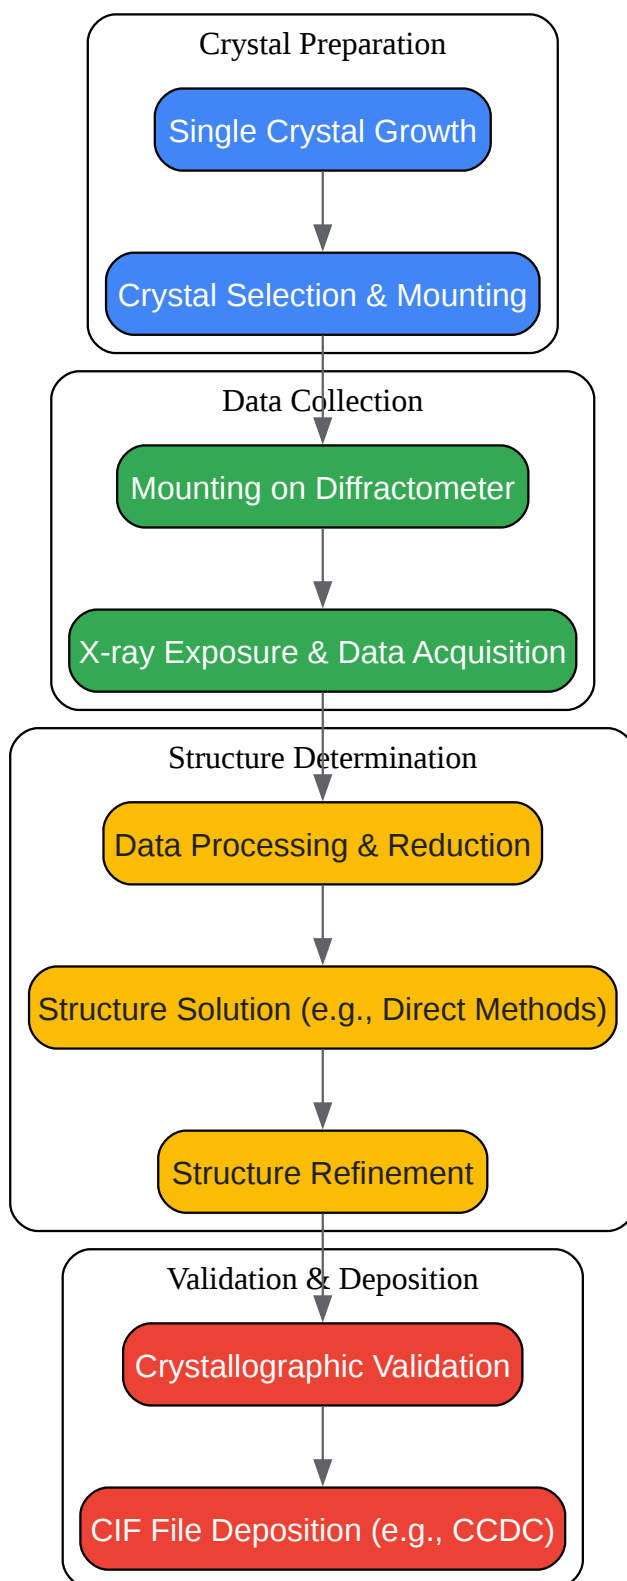 Crystal Preparation
Single Crystal Growth
Crystal Selection & Mounting
Data Collection
Mounting on Diffractometer
X-ray Exposure & Data Acquisition
Structure Determination
Data Processing & Reduction
Structure Solution (e.g., Direct Methods)
Structure Refinement
Validation & Deposition
Crystallographic Validation
CIF File Deposition (e.g., CCDC)